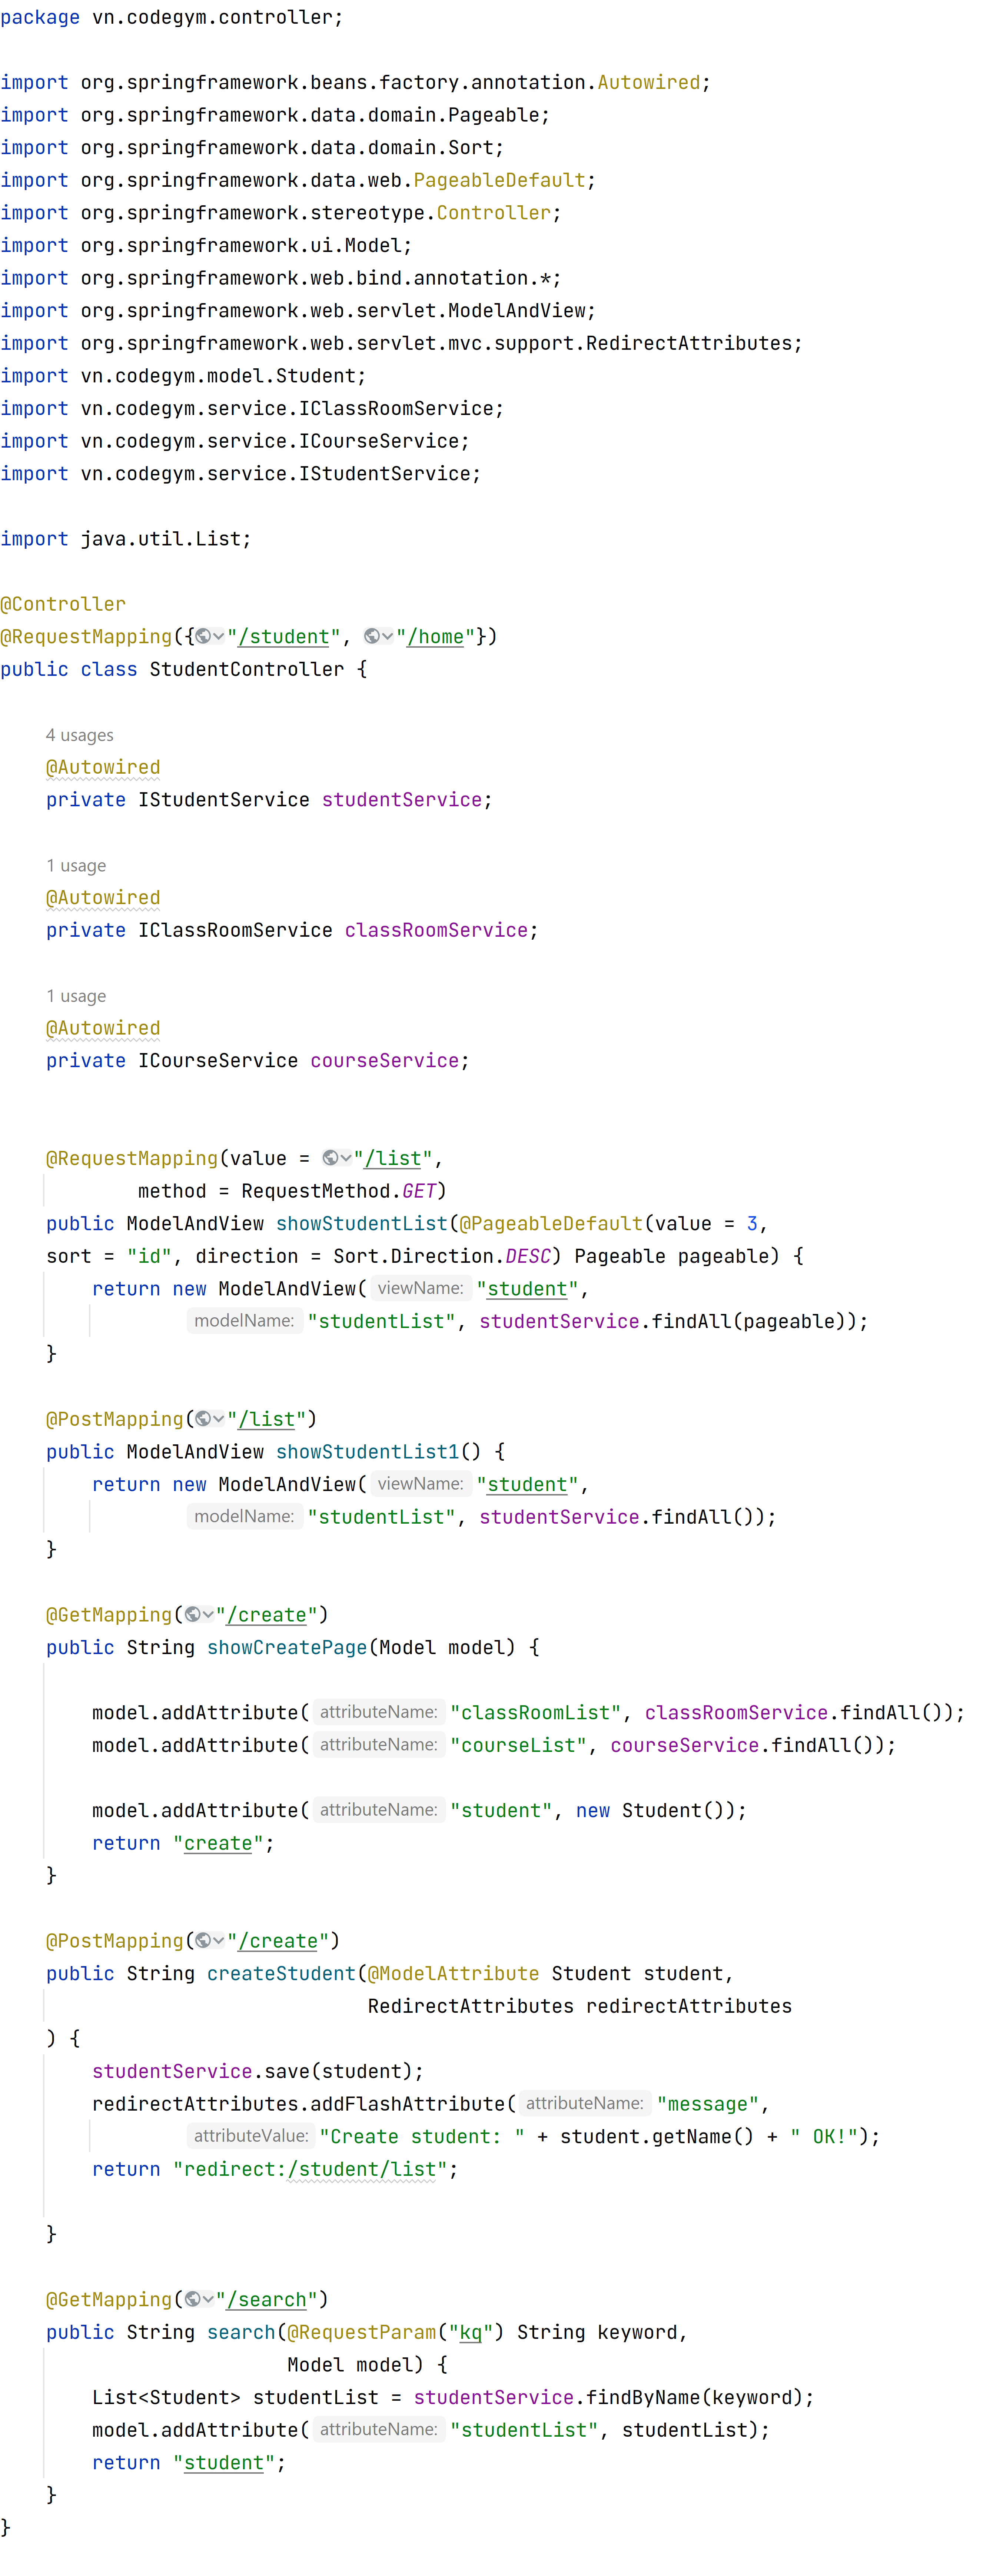 package vn.codegym.controller;

import org.springframework.beans.factory.annotation.Autowired;
import org.springframework.data.domain.Pageable;
import org.springframework.data.domain.Sort;
import org.springframework.data.web.PageableDefault;
import org.springframework.stereotype.Controller;
import org.springframework.ui.Model;
import org.springframework.web.bind.annotation.*;
import org.springframework.web.servlet.ModelAndView;
import org.springframework.web.servlet.mvc.support.RedirectAttributes;
import vn.codegym.model.Student;
import vn.codegym.service.IClassRoomService;
import vn.codegym.service.ICourseService;
import vn.codegym.service.IStudentService;

import java.util.List;

@Controller
@RequestMapping({"/student", "/home"})
public class StudentController {

    4 usages
    @Autowired
    private IStudentService studentService;

    1 usage
    @Autowired
    private IClassRoomService classRoomService;

    1 usage
    @Autowired
    private ICourseService courseService;


    @RequestMapping(value = "/list",
            method = RequestMethod.GET)
    public ModelAndView showStudentList(@PageableDefault(value = 3,
    sort = "id", direction = Sort.Direction.DESC) Pageable pageable) {
        return new ModelAndView( viewName: "student",
                modelName: "studentList", studentService.findAll(pageable));
    }

    @PostMapping("/list")
    public ModelAndView showStudentList1() {
        return new ModelAndView( viewName: "student",
                modelName: "studentList", studentService.findAll());
    }

    @GetMapping("/create")
    public String showCreatePage(Model model) {

        model.addAttribute( attributeName: "classRoomList", classRoomService.findAll());
        model.addAttribute( attributeName: "courseList", courseService.findAll());

        model.addAttribute( attributeName: "student", new Student());
        return "create";
    }

    @PostMapping("/create")
    public String createStudent(@ModelAttribute Student student,
                                RedirectAttributes redirectAttributes
    ) {
        studentService.save(student);
        redirectAttributes.addFlashAttribute( attributeName: "message",
                attributeValue: "Create student: " + student.getName() + " OK!");
        return "redirect:/student/list";

    }

    @GetMapping("/search")
    public String search(@RequestParam("kq") String keyword,
                         Model model) {
        List<Student> studentList = studentService.findByName(keyword);
        model.addAttribute( attributeName: "studentList", studentList);
        return "student";
    }
}